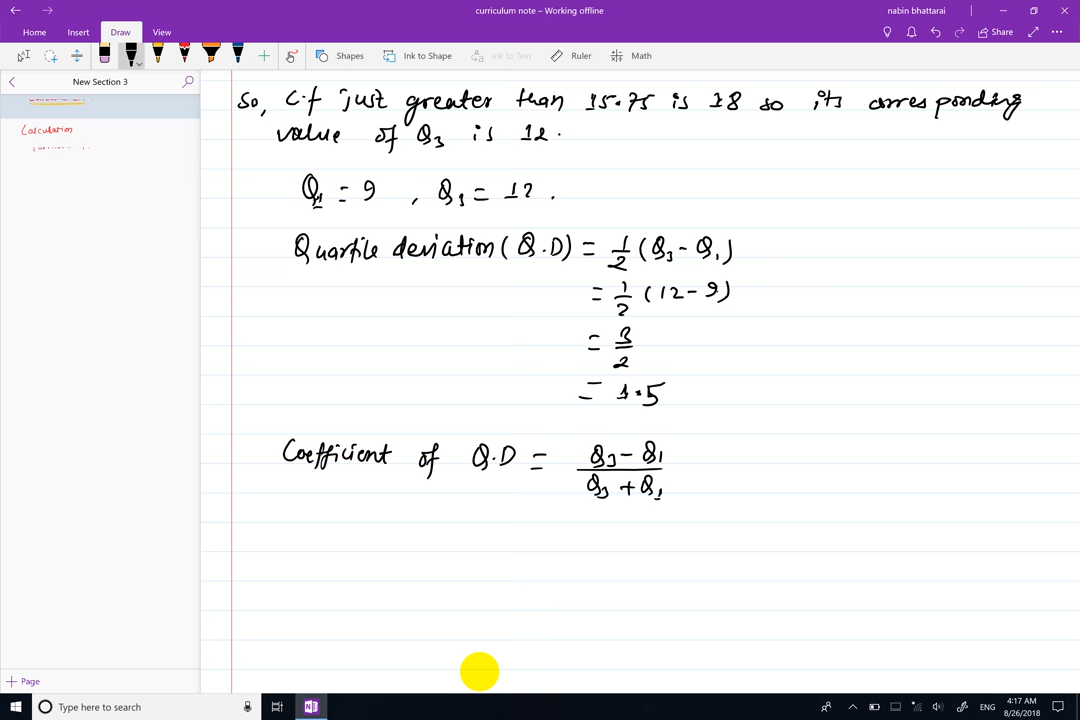 curriculum note – Working offline
nabin bhattarai
Home Insert Draw View
Share
Shapes Ink to Shape Ink to Text Ruler Math
New Section 3
Calculation
So, C.f just greater than 15.75 is 18 so its corresponding
value of Q3 is 12.
Q1 = 9 , Q3 = 12 .
Quartile deviation (Q.D) = 1/2 (Q3 - Q1)
= 1/2 (12 - 9)
= 3/2
= 1.5
Coefficient of Q.D = Q3 - Q1 / Q3 + Q1
+ Page
Type here to search
ENG
4:17 AM
8/26/2018